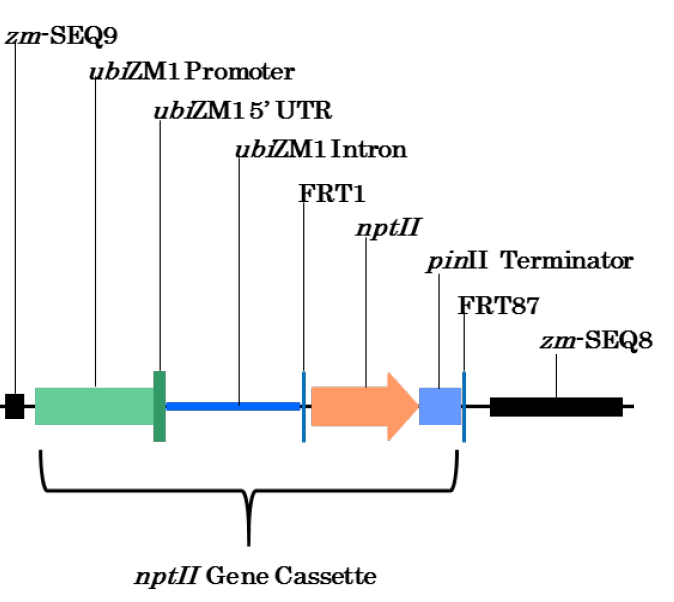 zm-SEQ9
ubiZM1 Promoter
ubiZM1 5' UTR
ubiZM1 Intron
FRT1
nptII
pinII Terminator
FRT87
zm-SEQ8
nptII Gene Cassette